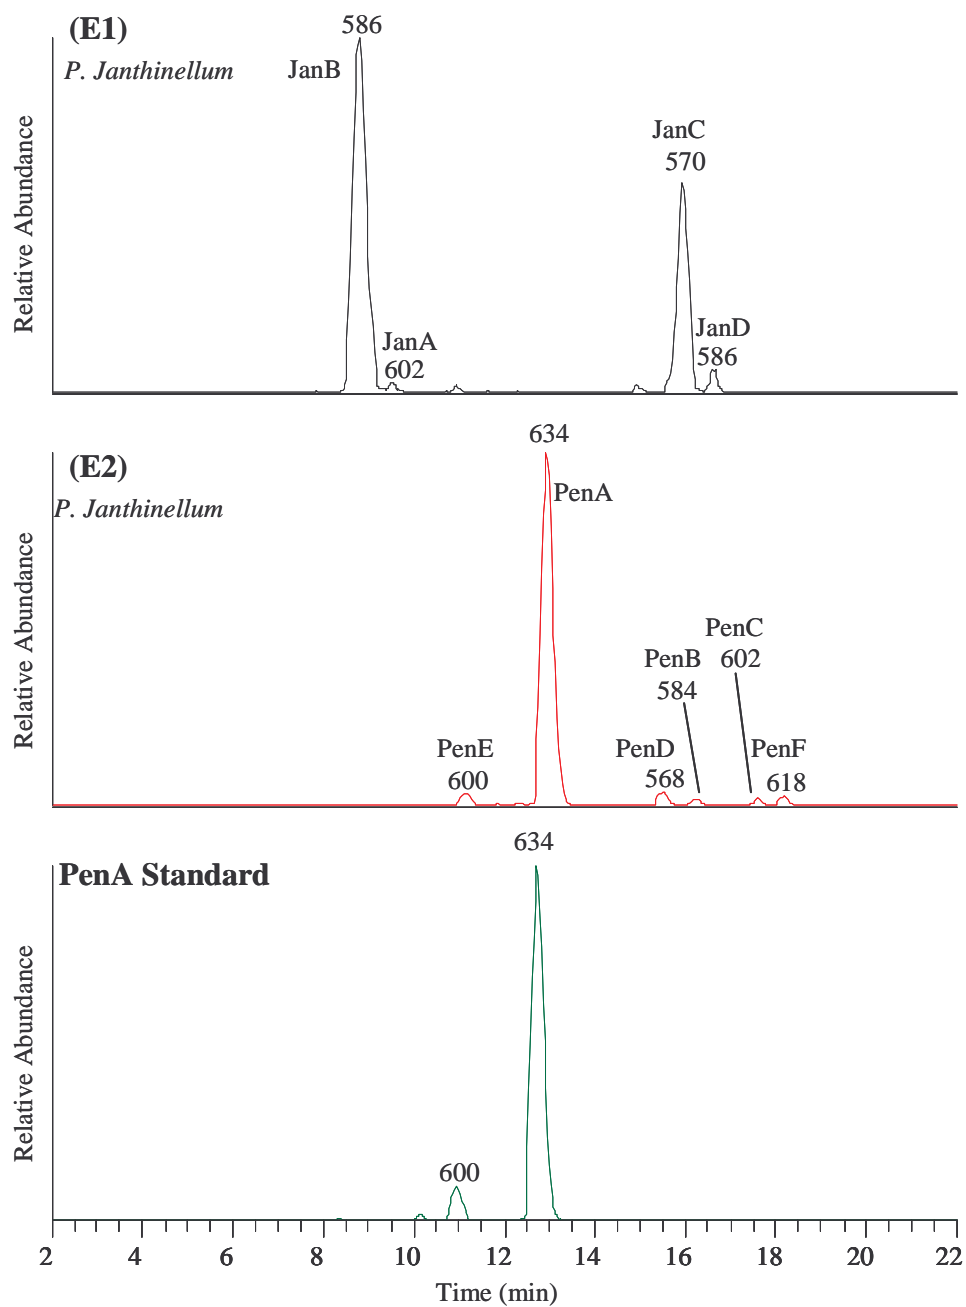 (E1)
P. Janthinellum
Relative Abundance
586
JanB
JanC
570
JanA
602
JanD
586
(E2)
P. Janthinellum
Relative Abundance
634
PenA
PenC
602
PenB
584
PenE
600
PenD
568
PenF
618
PenA Standard
Relative Abundance
634
600
2 4 6 8 10 12 14 16 18 20 22
Time (min)